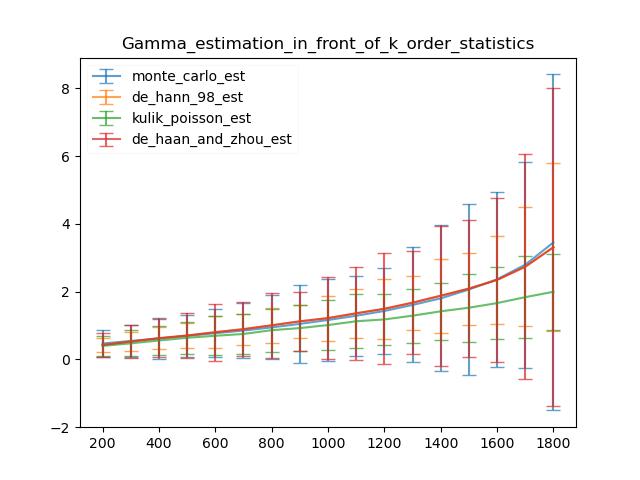 Gamma_estimation_in_front_of_k_order_statistics
monte_carlo_est
de_hann_98_est
kulik_poisson_est
de_haan_and_zhou_est
8
6
4
2
0
−2
200 400 600 800 1000 1200 1400 1600 1800